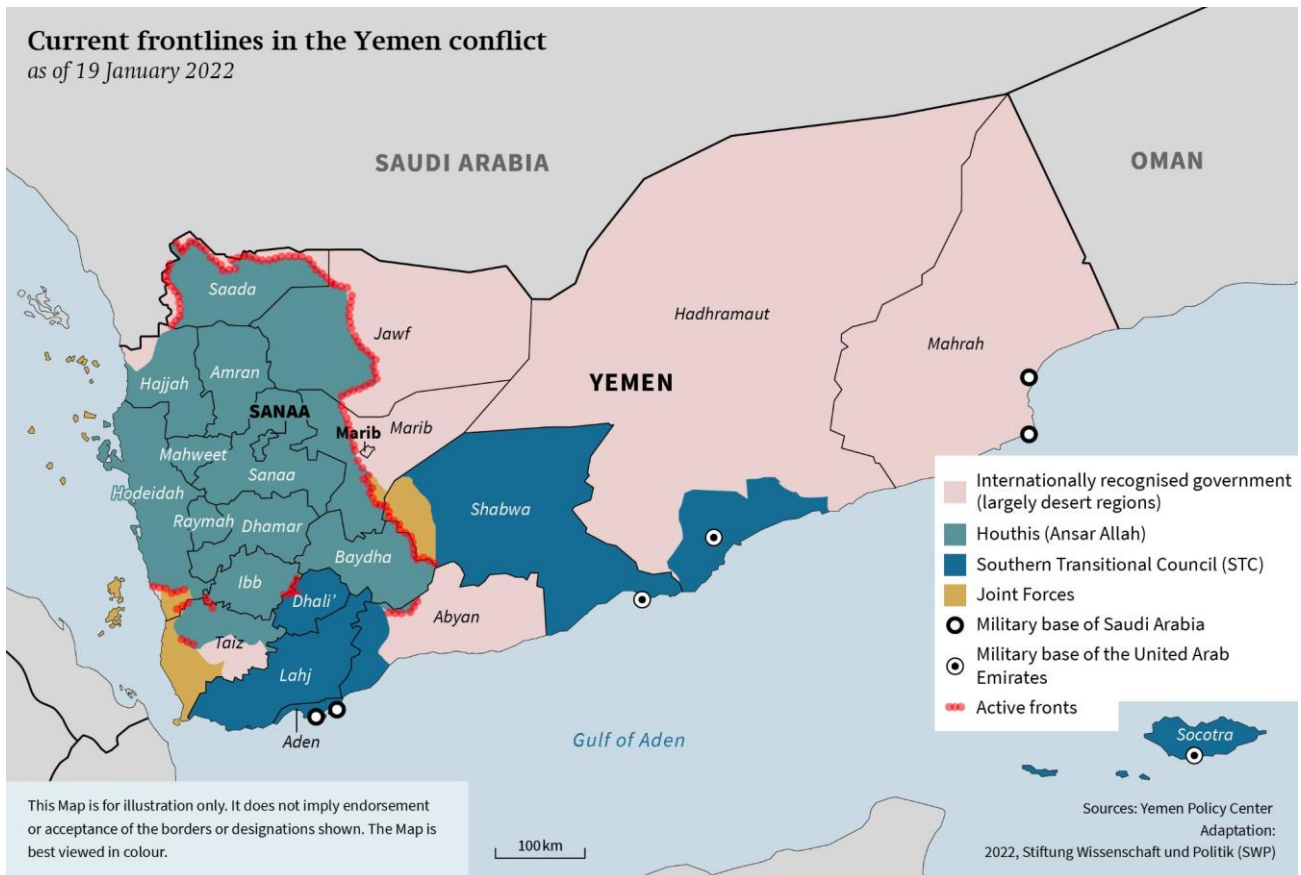 Current frontlines in the Yemen conflict
as of 19 January 2022
SAUDI ARABIA
OMAN
Saada
Jawf
Hadhramaut
Mahrah
Hajjah
Amran
YEMEN
SANAA
Marib
Marib
Mahweet
Sanaa
Hodeidah
Shabwa
Raymah
Dhamar
Baydha
Ibb
Dhali’
Abyan
Taiz
Lahj
Aden
Gulf of Aden
Internationally recognised government
(largely desert regions)
Houthis (Ansar Allah)
Southern Transitional Council (STC)
Joint Forces
Military base of Saudi Arabia
Military base of the United Arab
Emirates
Active fronts
Socotra
This Map is for illustration only. It does not imply endorsement
or acceptance of the borders or designations shown. The Map is
best viewed in colour.
100 km
Sources: Yemen Policy Center
Adaptation:
2022, Stiftung Wissenschaft und Politik (SWP)